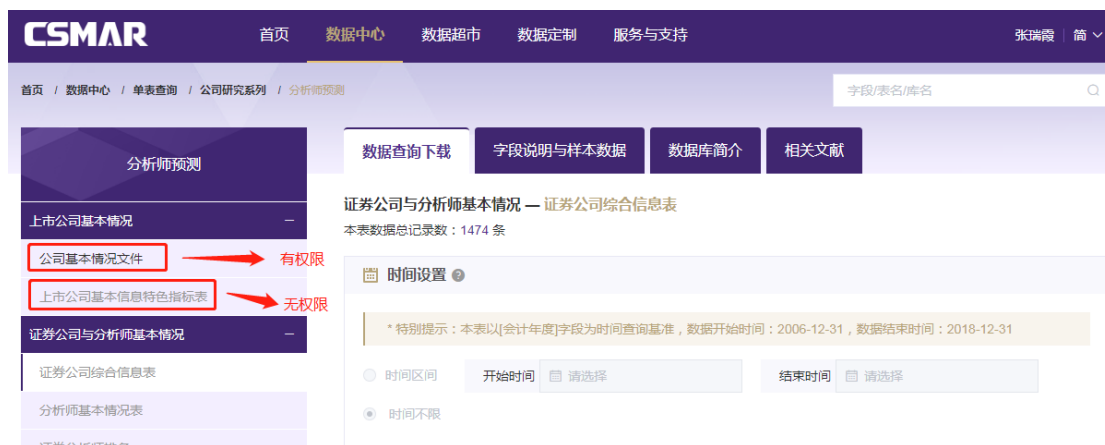 CSMAR 首页 数据中心 数据超市 数据定制 服务与支持 张瑞霞 简
首页 / 数据中心 / 单表查询 / 公司研究系列 / 分析师预测 字段/表名/库名
分析师预测
数据查询下载 字段说明与样本数据 数据库简介 相关文献
上市公司基本情况
公司基本情况文件 有权限
上市公司基本信息特色指标表 无权限
证券公司与分析师基本情况
证券公司综合信息表
分析师基本情况表
证券公司与分析师基本情况 — 证券公司综合信息表
本表数据总记录数：1474 条
时间设置
* 特别提示：本表以[会计年度]字段为时间查询基准，数据开始时间：2006-12-31，数据结束时间：2018-12-31
时间区间 开始时间 请选择 结束时间 请选择
时间不限